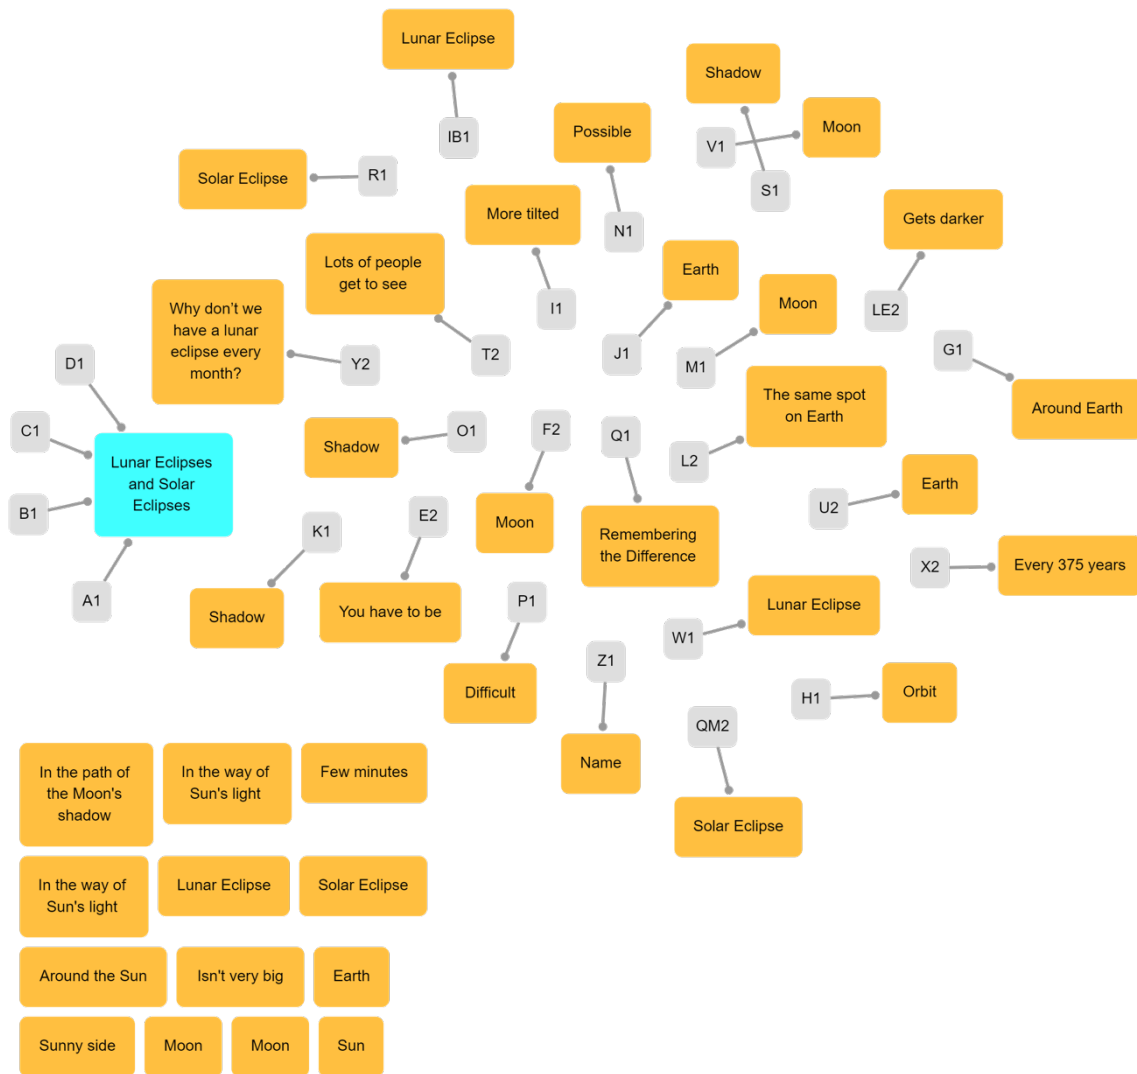 Lunar Eclipse
IB1
Shadow
Possible
V1
Moon
Solar Eclipse
R1
S1
More tilted
N1
Gets darker
Lots of people
get to see
Earth
Why don’t we
have a lunar
eclipse every
month?
I1
Moon
LE2
D1
Y2
T2
J1
M1
G1
The same spot
on Earth
Around Earth
C1
Shadow
O1
F2
Q1
L2
Lunar Eclipses
and Solar
Eclipses
Earth
B1
K1
E2
Moon
Remembering
the Difference
U2
X2
Every 375 years
A1
Shadow
You have to be
P1
Lunar Eclipse
W1
Z1
Difficult
H1
Orbit
QM2
Name
Solar Eclipse
In the path of
the Moon's
shadow
In the way of
Sun's light
Few minutes
In the way of
Sun's light
Lunar Eclipse
Solar Eclipse
Around the Sun
Isn't very big
Earth
Sunny side
Moon
Moon
Sun